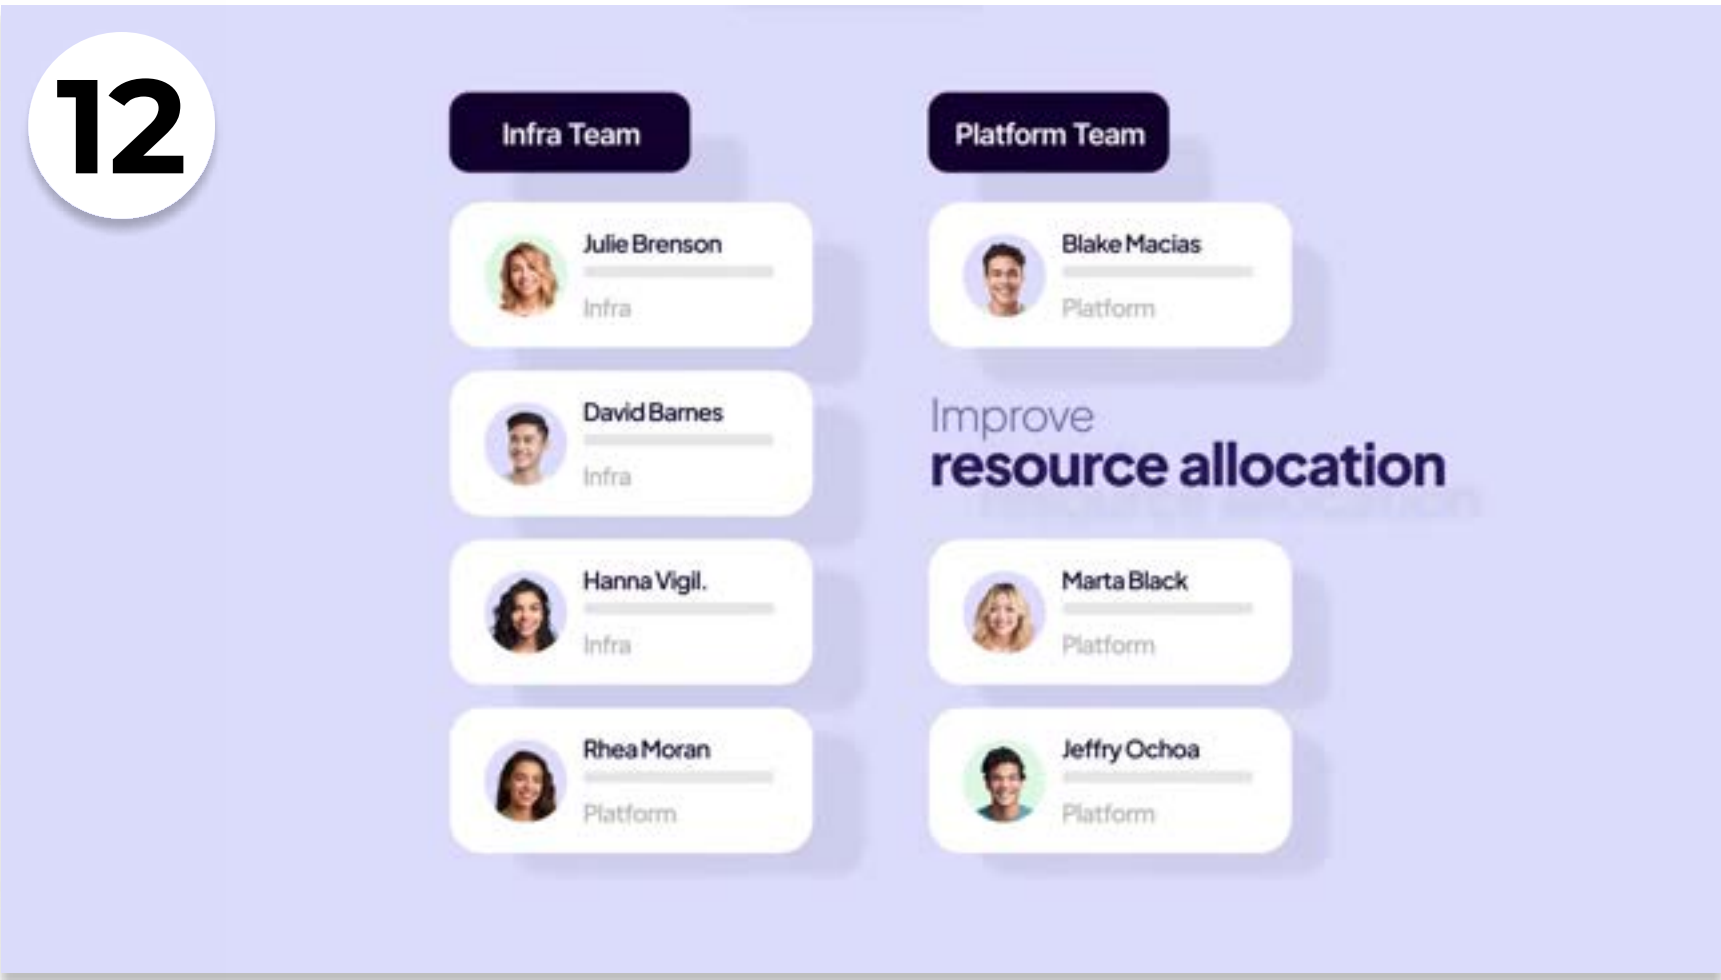 12
Infra Team
Julie Brenson
Infra
David Barnes
Infra
Hanna Vigil.
Infra
Rhea Moran
Platform
Platform Team
Blake Macias
Platform
Improve
resource allocation
Marta Black
Platform
Jeffry Ochoa
Platform